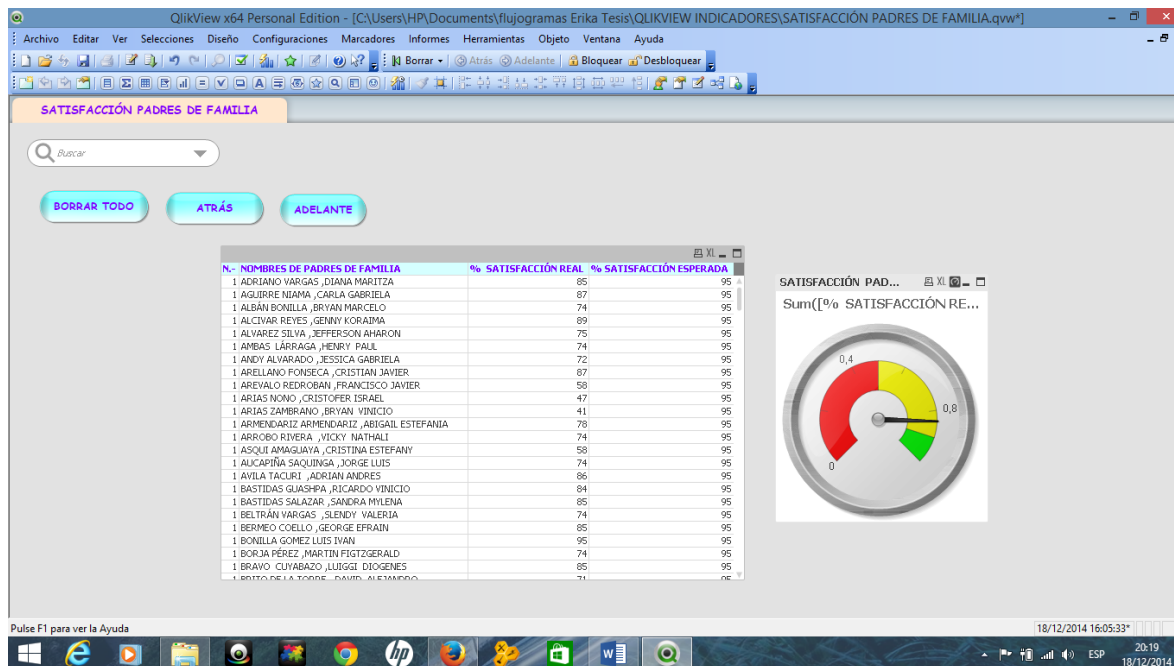 QlikView x64 Personal Edition - [C:\Users\HP\Documents\flujogramas Erika Tesis\QLIKVIEW INDICADORES\SATISFACCIÓN PADRES DE FAMILIA.qvw*]
Archivo Editar Ver Selecciones Diseño Configuraciones Marcadores Informes Herramientas Objeto Ventana Ayuda
Borrar Atrás Adelante Bloquear Desbloquear
SATISFACCIÓN PADRES DE FAMILIA
Buscar
BORRAR TODO ATRÁS ADELANTE
XL
N.- NOMBRES DE PADRES DE FAMILIA % SATISFACCIÓN REAL % SATISFACCIÓN ESPERADA
1 ADRIANO VARGAS ,DIANA MARITZA 85 95
1 AGUIRRE NIAMA ,CARLA GABRIELA 87 95
1 ALBÁN BONILLA ,BRYAN MARCELO 74 95
1 ALCIVAR REYES ,GENNY KORAIMA 89 95
1 ALVAREZ SILVA ,JEFFERSON AHARON 75 95
1 AMBAS LÁRRAGA ,HENRY PAUL 74 95
1 ANDY ALVARADO ,JESSICA GABRIELA 72 95
1 ARELLANO FONSECA ,CRISTIAN JAVIER 87 95
1 AREVALO REDROBAN ,FRANCISCO JAVIER 58 95
1 ARIAS NONO ,CRISTOFER ISRAEL 47 95
1 ARIAS ZAMBRANO ,BRYAN VINICIO 41 95
1 ARMENDARIZ ARMENDARIZ ,ABIGAIL ESTEFANIA 78 95
1 ARROBO RIVERA ,VICKY NATHALI 74 95
1 ASQUI AMAGUAYA ,CRISTINA ESTEFANY 58 95
1 AUCAPIÑA SAQUINGA ,JORGE LUIS 74 95
1 AVILA TACURI ,ADRIAN ANDRES 86 95
1 BASTIDAS GUASHPA ,RICARDO VINICIO 84 95
1 BASTIDAS SALAZAR ,SANDRA MYLENA 85 95
1 BELTRÁN VARGAS ,SLENDY VALERIA 74 95
1 BERMEO COELLO ,GEORGE EFRAIN 85 95
1 BONILLA GOMEZ LUIS IVAN 95 95
1 BORJA PÉREZ ,MARTIN FIGTZGERALD 74 95
1 BRAVO CUYABAZO ,LUIGGI DIOGENES 85 95
1 BRITO DE LA TORRE DAVID ALEJANDRO 71 95
SATISFACCIÓN PAD... XL
Sum([% SATISFACCIÓN RE...
0,4
0,8
0
Pulse F1 para ver la Ayuda 18/12/2014 16:05:33*
hp ESP 20:19
18/12/2014